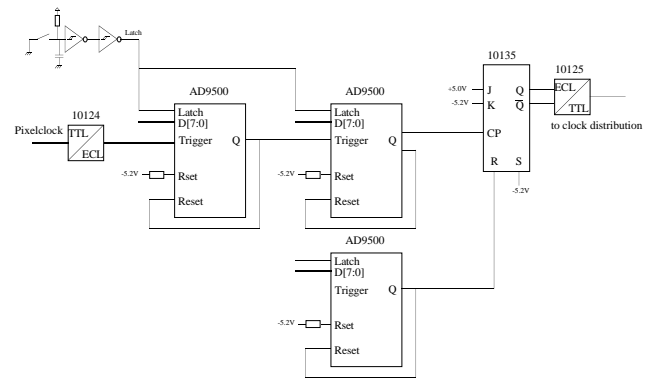 Latch
10135
+5.0V
-5.2V
J
K
CP
R
S
Q
Q
-5.2V
10125
ECL
TTL
to clock distribution
AD9500
Latch
D[7:0]
Trigger
Q
Rset
Reset
-5.2V
AD9500
Latch
D[7:0]
Trigger
Q
Rset
Reset
-5.2V
10124
Pixelclock
TTL
ECL
AD9500
Latch
D[7:0]
Trigger
Q
Rset
Reset
-5.2V